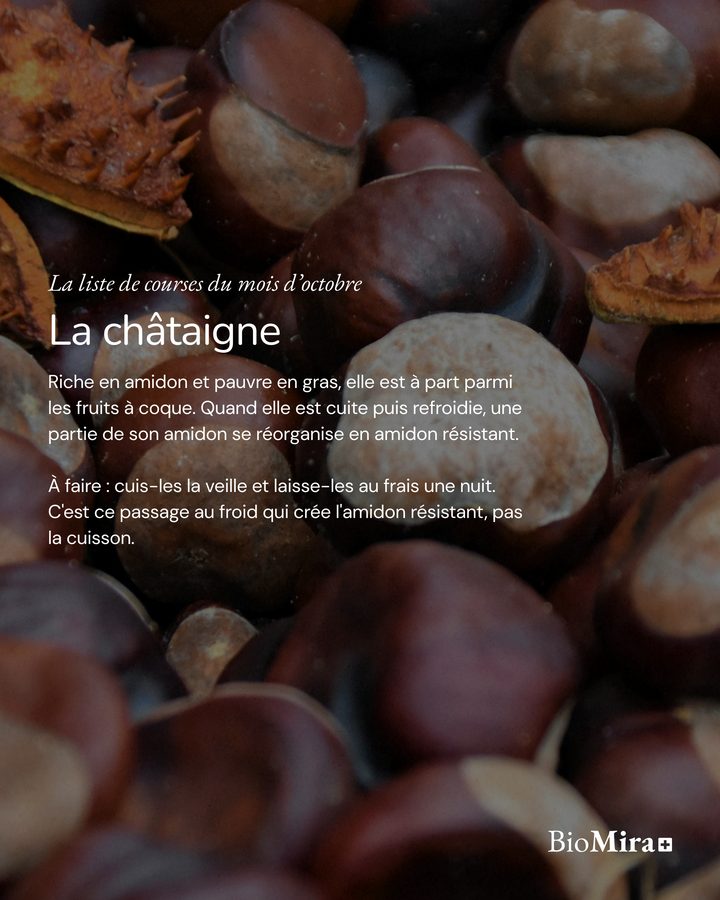 La liste de courses du mois d’octobre
La châtaigne
Riche en amidon et pauvre en gras, elle est à part parmi
les fruits à coque. Quand elle est cuite puis refroidie, une
partie de son amidon se réorganise en amidon résistant.
À faire : cuis-les la veille et laisse-les au frais une nuit.
C'est ce passage au froid qui crée l'amidon résistant, pas
la cuisson.
BioMira